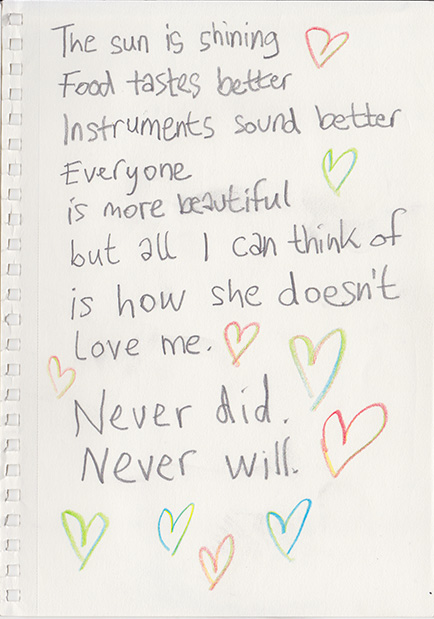 The sun is shining
Food tastes better
Instruments sound better
Everyone
is more beautiful
but all I can think of
is how she doesn't
love me.
Never did.
Never will.